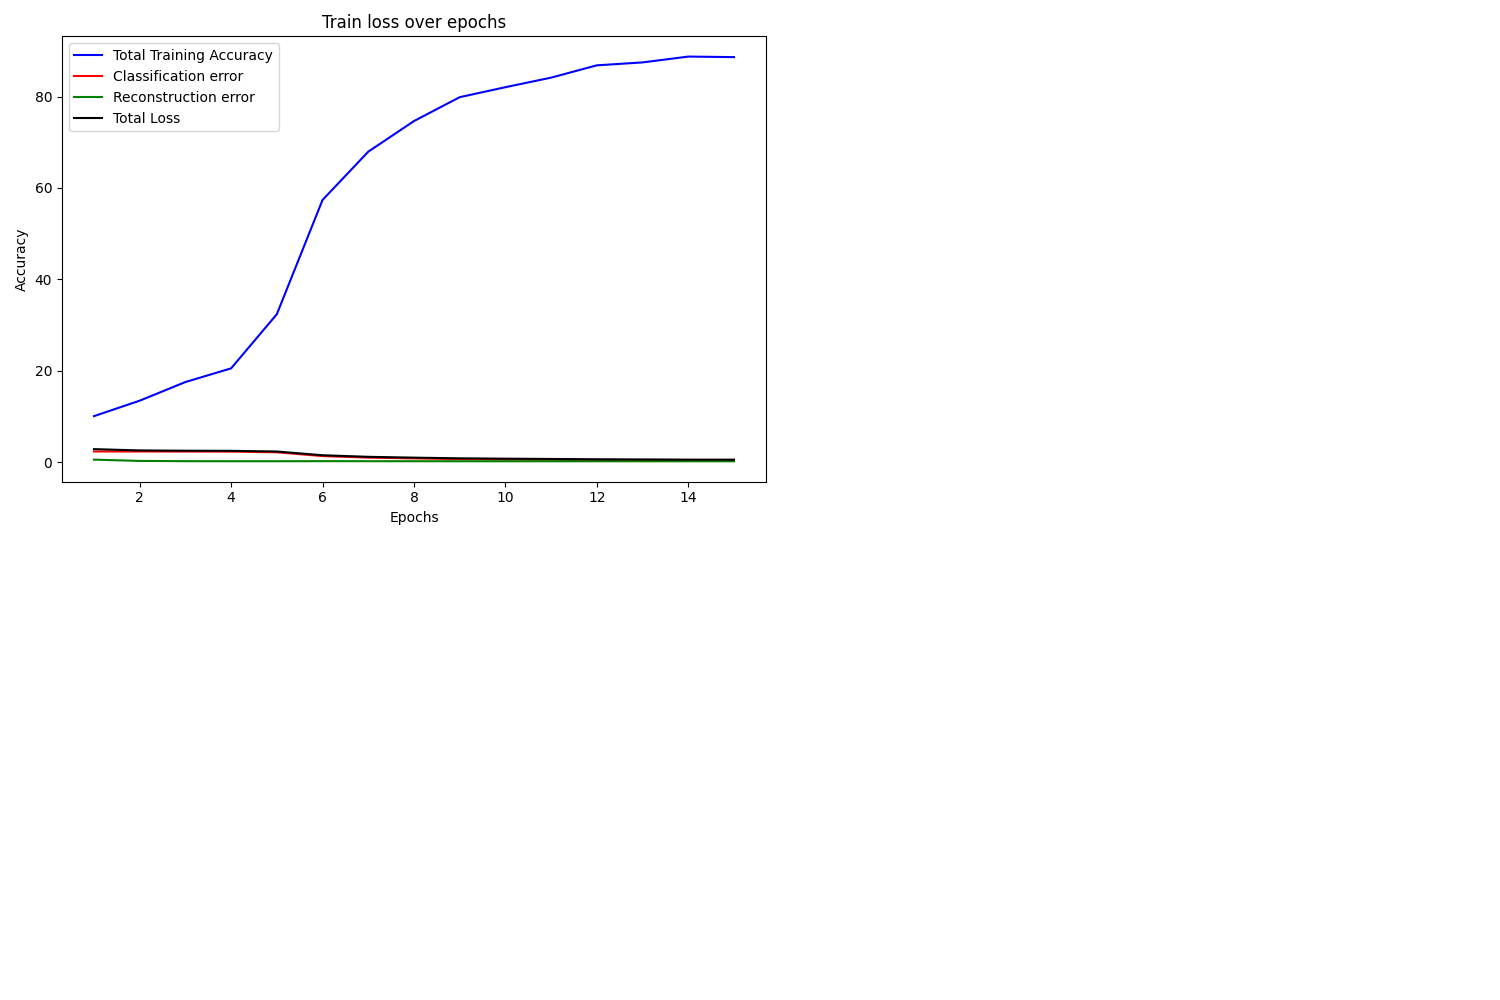 Train loss over epochs
Total Training Accuracy
Classification error
Reconstruction error
Total Loss
Accuracy
80
60
40
20
0
2 4 6 8 10 12 14
Epochs